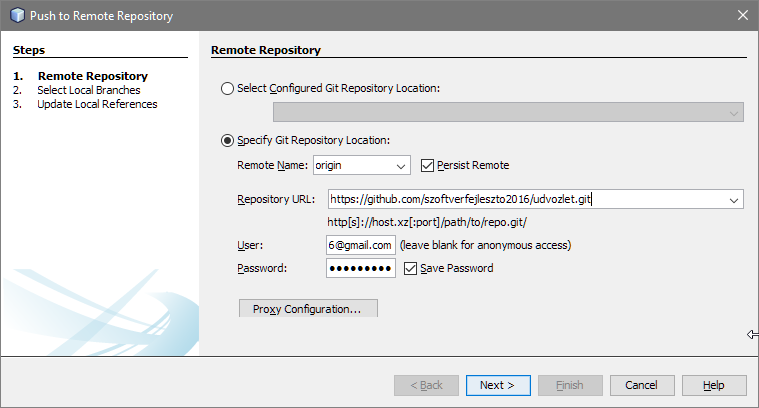 Push to Remote Repository
Steps
1. Remote Repository
2. Select Local Branches
3. Update Local References
Remote Repository
Select Configured Git Repository Location:
Specify Git Repository Location:
Remote Name: origin Persist Remote
Repository URL: https://github.com/szoftverfejleszto2016/udvozlet.git
http[s]://host.xz[:port]/path/to/repo.git/
User: 6@gmail.com (leave blank for anonymous access)
Password: ●●●●●●●●● Save Password
Proxy Configuration...
< Back Next > Finish Cancel Help